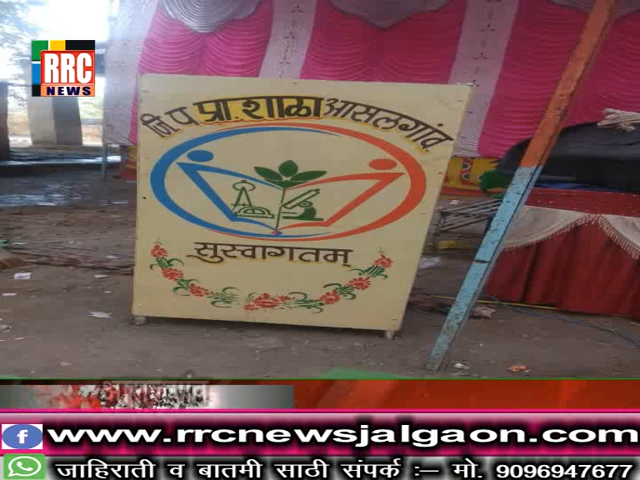 RRC
NEWS
जि.प.प्रा.शाळा आसलगांव.
सुस्वागतम्
www.rrcnewsjalgaon.com
जाहिराती व बातमी साठी संपर्क :– मो. 9096947677